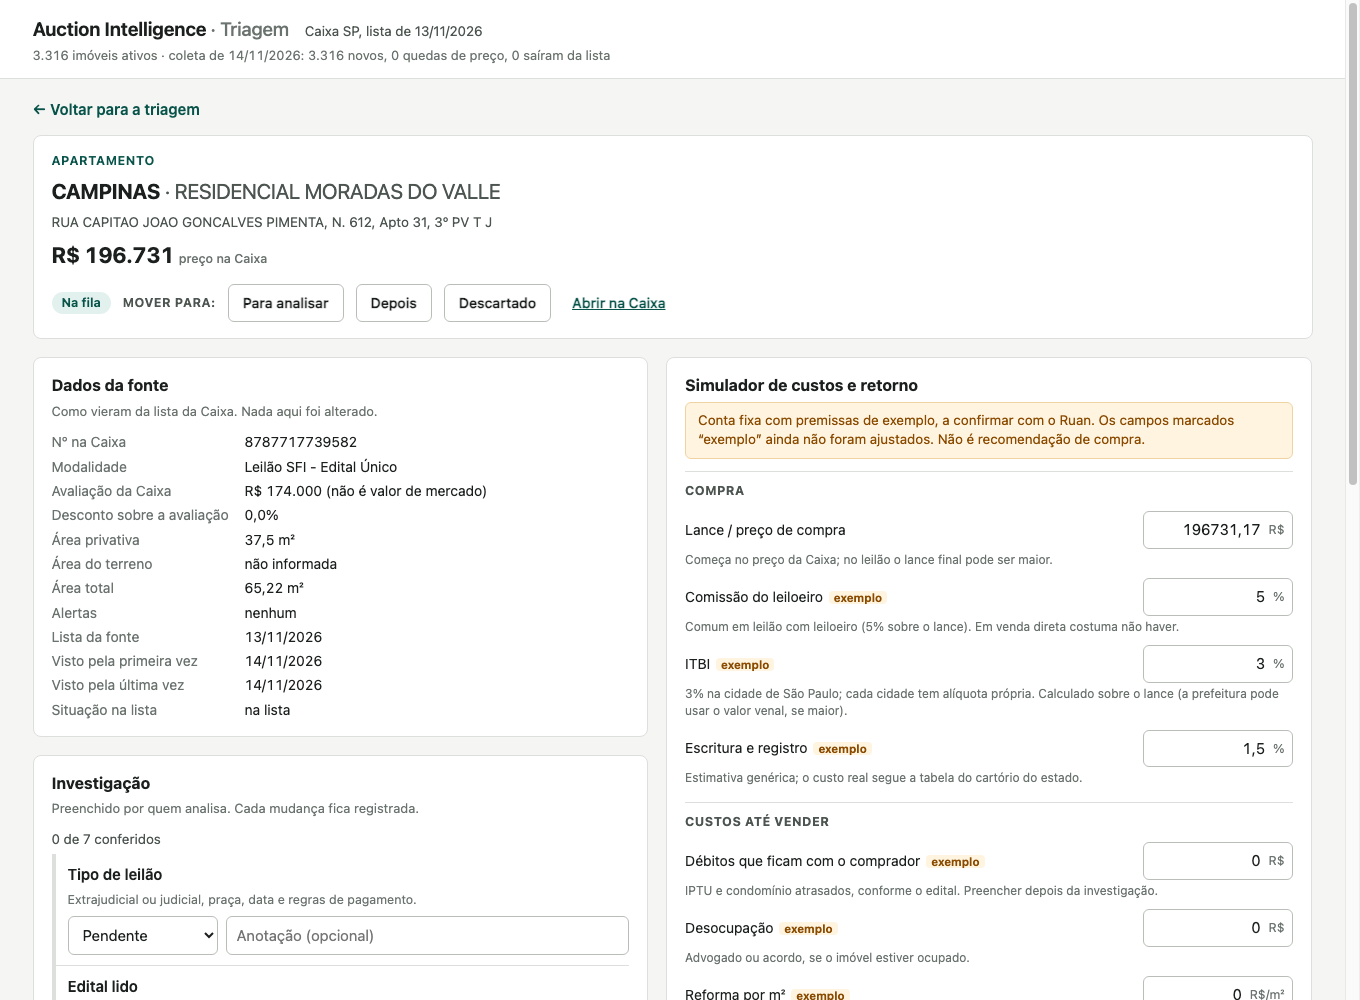 Auction Intelligence · Triagem Caixa SP, lista de 13/11/2026
3.316 imóveis ativos · coleta de 14/11/2026: 3.316 novos, 0 quedas de preço, 0 saíram da lista
← Voltar para a triagem
APARTAMENTO
CAMPINAS · RESIDENCIAL MORADAS DO VALLE
RUA CAPITAO JOAO GONCALVES PIMENTA, N. 612, Apto 31, 3º PV T J
R$ 196.731 preço na Caixa
Na fila MOVER PARA: Para analisar Depois Descartado Abrir na Caixa
Dados da fonte
Como vieram da lista da Caixa. Nada aqui foi alterado.
Nº na Caixa 8787717739582
Modalidade Leilão SFI - Edital Único
Avaliação da Caixa R$ 174.000 (não é valor de mercado)
Desconto sobre a avaliação 0,0%
Área privativa 37,5 m²
Área do terreno não informada
Área total 65,22 m²
Alertas nenhum
Lista da fonte 13/11/2026
Visto pela primeira vez 14/11/2026
Visto pela última vez 14/11/2026
Situação na lista na lista
Investigação
Preenchido por quem analisa. Cada mudança fica registrada.
0 de 7 conferidos
Tipo de leilão
Extrajudicial ou judicial, praça, data e regras de pagamento.
Pendente Anotação (opcional)
Edital lido
Simulador de custos e retorno
Conta fixa com premissas de exemplo, a confirmar com o Ruan. Os campos marcados
“exemplo” ainda não foram ajustados. Não é recomendação de compra.
COMPRA
Lance / preço de compra 196731,17 R$
Começa no preço da Caixa; no leilão o lance final pode ser maior.
Comissão do leiloeiro exemplo 5 %
Comum em leilão com leiloeiro (5% sobre o lance). Em venda direta costuma não haver.
ITBI exemplo 3 %
3% na cidade de São Paulo; cada cidade tem alíquota própria. Calculado sobre o lance (a prefeitura pode
usar o valor venal, se maior).
Escritura e registro exemplo 1,5 %
Estimativa genérica; o custo real segue a tabela do cartório do estado.
CUSTOS ATÉ VENDER
Débitos que ficam com o comprador exemplo 0 R$
IPTU e condomínio atrasados, conforme o edital. Preencher depois da investigação.
Desocupação exemplo 0 R$
Advogado ou acordo, se o imóvel estiver ocupado.
Reforma por m² exemplo 0 R$/m²